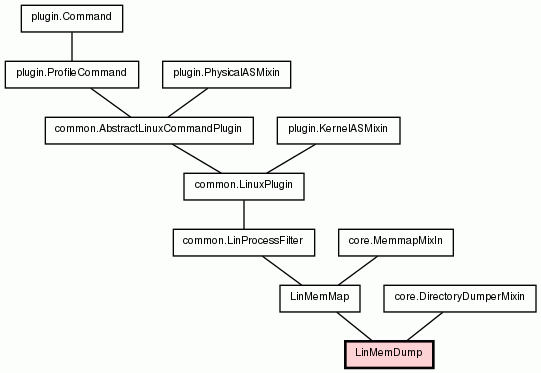 plugin.Command
plugin.ProfileCommand
plugin.PhysicalASMixin
common.AbstractLinuxCommandPlugin
plugin.KernelASMixin
common.LinuxPlugin
common.LinProcessFilter
core.MemmapMixIn
LinMemMap
core.DirectoryDumperMixin
LinMemDump